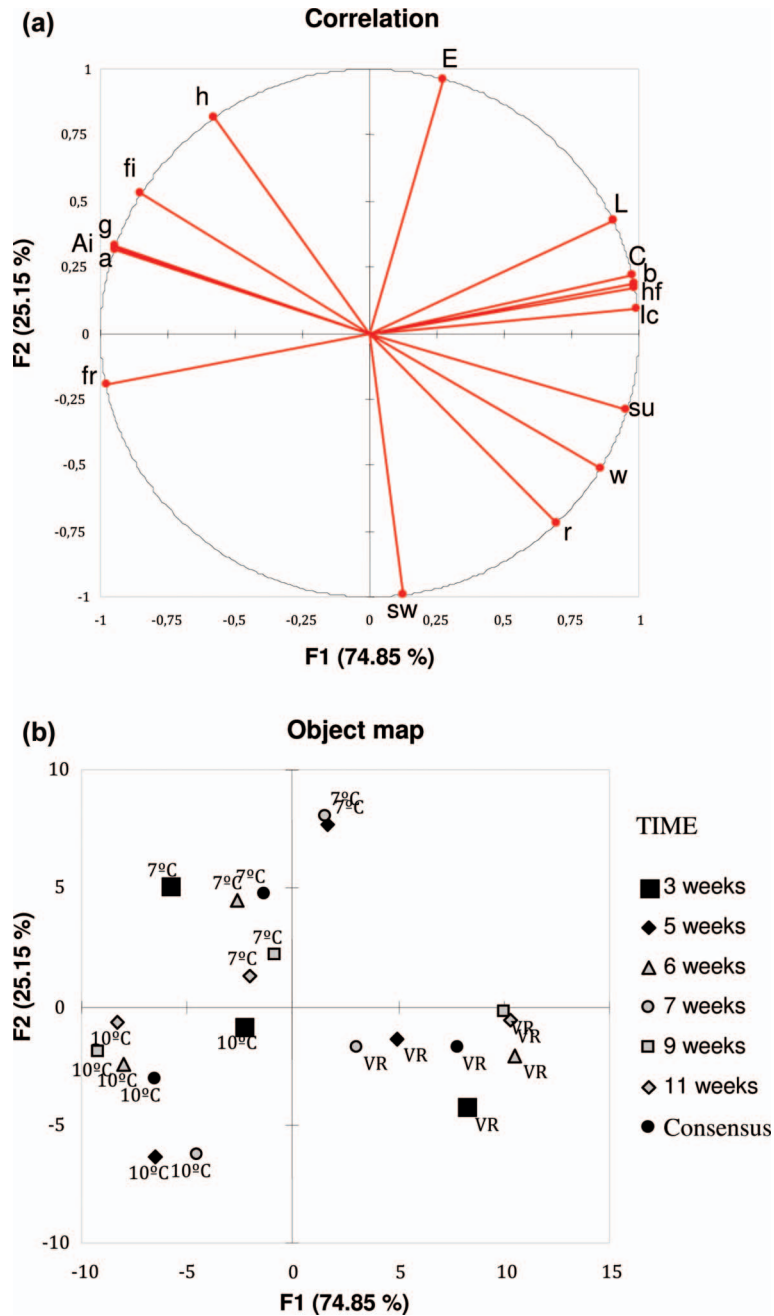 (a)
Correlation
E
h
fi
g
Ai
a
fr
L
C
b
hf
Ic
su
w
r
sw
1
0,75
0,5
0,25
0
-0,25
-0,5
-0,75
-1
-1 -0,75 -0,5 -0,25 0 0,25 0,5 0,75 1
F2 (25.15 %)
F1 (74.85 %)
(b)
Object map
10
5
0
-5
-10
-10 -5 0 5 10 15
F2 (25.15 %)
F1 (74.85 %)
7ºC
7ºC
7ºC
7ºC
7ºC
7ºC
7ºC
10ºC
10ºC
10ºC
10ºC
10ºC
10ºC
10ºC
VR
VR
VR
VR
VR
VR
VR
TIME
3 weeks
5 weeks
6 weeks
7 weeks
9 weeks
11 weeks
Consensus